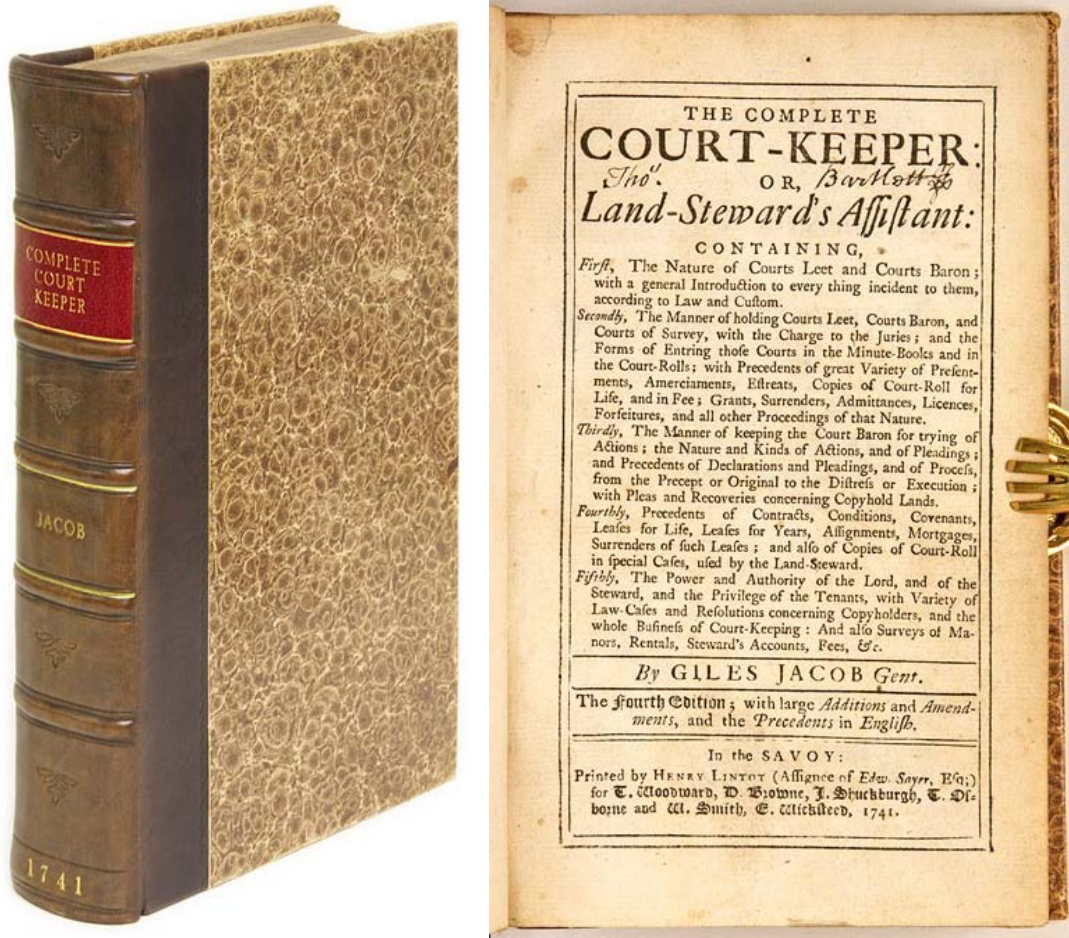 COMPLETE
COURT
KEEPER
JACOB
1741
THE COMPLETE
COURT-KEEPER:
Tho.s OR, Bartlett
Land-Steward's Aſſiſtant:
CONTAINING,
Firſt, The Nature of Courts Leet and Courts Baron;
with a general Introduction to every thing incident to them,
according to Law and Cuſtom.
Secondly, The Manner of holding Courts Leet, Courts Baron, and
Courts of Survey, with the Charge to the Juries; and the
Forms of Entring thoſe Courts in the Minute-Books and in
the Court-Rolls; with Precedents of great Variety of Preſent-
ments, Amerciaments, Eſtreats, Copies of Court-Roll for
Life, and in Fee; Grants, Surrenders, Admittances, Licences,
Forfeitures, and all other Proceedings of that Nature.
Thirdly, The Manner of keeping the Court Baron for trying of
Actions; the Nature and Kinds of Actions, and of Pleadings;
and Precedents of Declarations and Pleadings, and of Proceſs,
from the Precept or Original to the Diſtreſs or Execution;
with Pleas and Recoveries concerning Copyhold Lands.
Fourthly, Precedents of Contracts, Conditions, Covenants,
Leaſes for Life, Leaſes for Years, Aſſignments, Mortgages,
Surrenders of ſuch Leaſes; and alſo of Copies of Court-Roll
in ſpecial Caſes, uſed by the Land-Steward.
Fifthly, The Power and Authority of the Lord, and of the
Steward, and the Privilege of the Tenants, with Variety of
Law-Caſes and Reſolutions concerning Copyholders, and the
whole Buſineſs of Court-Keeping: And alſo Surveys of Ma-
nors, Rentals, Steward's Accounts, Fees, &c.
By GILES JACOB Gent.
The Fourth Edition; with large Additions and Amend-
ments, and the Precedents in Engliſh.
In the SAVOY:
Printed by HENRY LINTOT (Aſſignee of Edw. Sayer, Eſq;)
for T. Woodward, D. Browne, J. Shuckburgh, T. Oſ-
borne and W. Smith, E. Wickſteed, 1741.